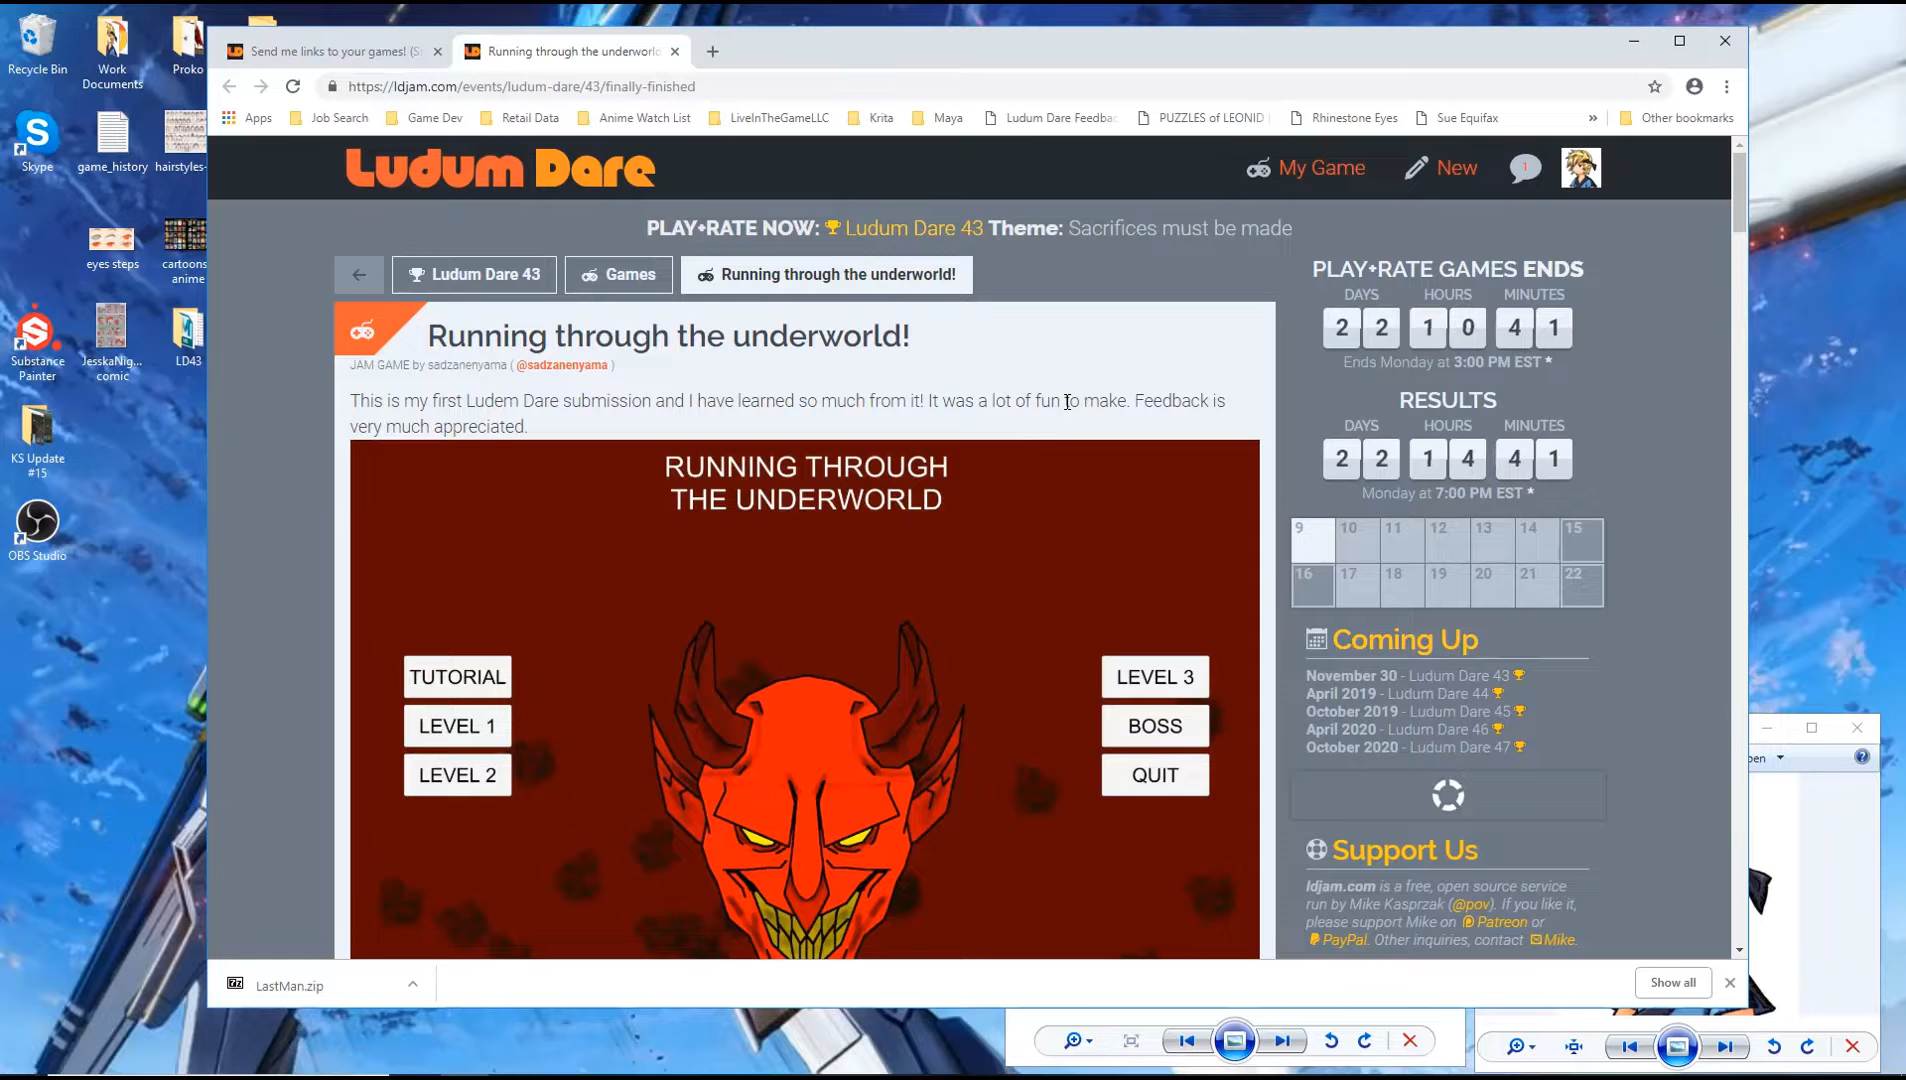 Recycle Bin
Work
Documents
Proko
Skype
game_history
hairstyles-
eyes steps
cartoons
anime
Substance
Painter
JesskaNig...
comic
LD43
KS Update
#15
OBS Studio
Send me links to your games! (S
Running through the underworld
https://ldjam.com/events/ludum-dare/43/finally-finished
Apps
Job Search
Game Dev
Retail Data
Anime Watch List
LiveInTheGameLLC
Krita
Maya
Ludum Dare Feedbac
PUZZLES of LEONID
Rhinestone Eyes
Sue Equifax
»
Other bookmarks
Ludum Dare
My Game
New
1
PLAY+RATE NOW: Ludum Dare 43 Theme: Sacrifices must be made
Ludum Dare 43
Games
Running through the underworld!
Running through the underworld!
JAM GAME by sadzanenyama ( @sadzanenyama )
This is my first Ludem Dare submission and I have learned so much from it! It was a lot of fun to make. Feedback is
very much appreciated.
RUNNING THROUGH
THE UNDERWORLD
TUTORIAL
LEVEL 1
LEVEL 2
LEVEL 3
BOSS
QUIT
PLAY+RATE GAMES ENDS
DAYS HOURS MINUTES
2 2 1 0 4 1
Ends Monday at 3:00 PM EST *
RESULTS
DAYS HOURS MINUTES
2 2 1 4 4 1
Monday at 7:00 PM EST *
9 10 11 12 13 14 15
16 17 18 19 20 21 22
Coming Up
November 30 - Ludum Dare 43
April 2019 - Ludum Dare 44
October 2019 - Ludum Dare 45
April 2020 - Ludum Dare 46
October 2020 - Ludum Dare 47
Support Us
ldjam.com is a free, open source service
run by Mike Kasprzak (@pov). If you like it,
please support Mike on Patreon or
PayPal. Other inquiries, contact Mike.
LastMan.zip
Show all
pen